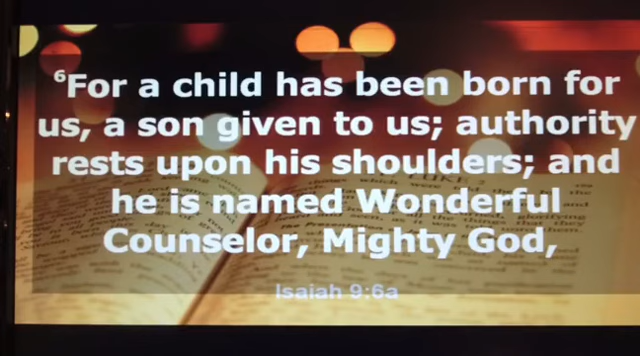 ⁶For a child has been born for
us, a son given to us; authority
rests upon his shoulders; and
he is named Wonderful
Counselor, Mighty God,
Isaiah 9:6a